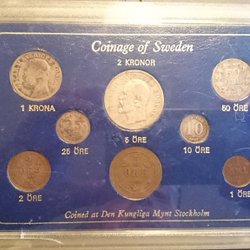 Coinage of Sweden
2 KRONOR
1 KRONA
5 ÖRE
50 ÖRE
25 ÖRE
10 ÖRE
10
2 ÖRE
1 ÖRE
Coined at Den Kungliga Mynt Stockholm